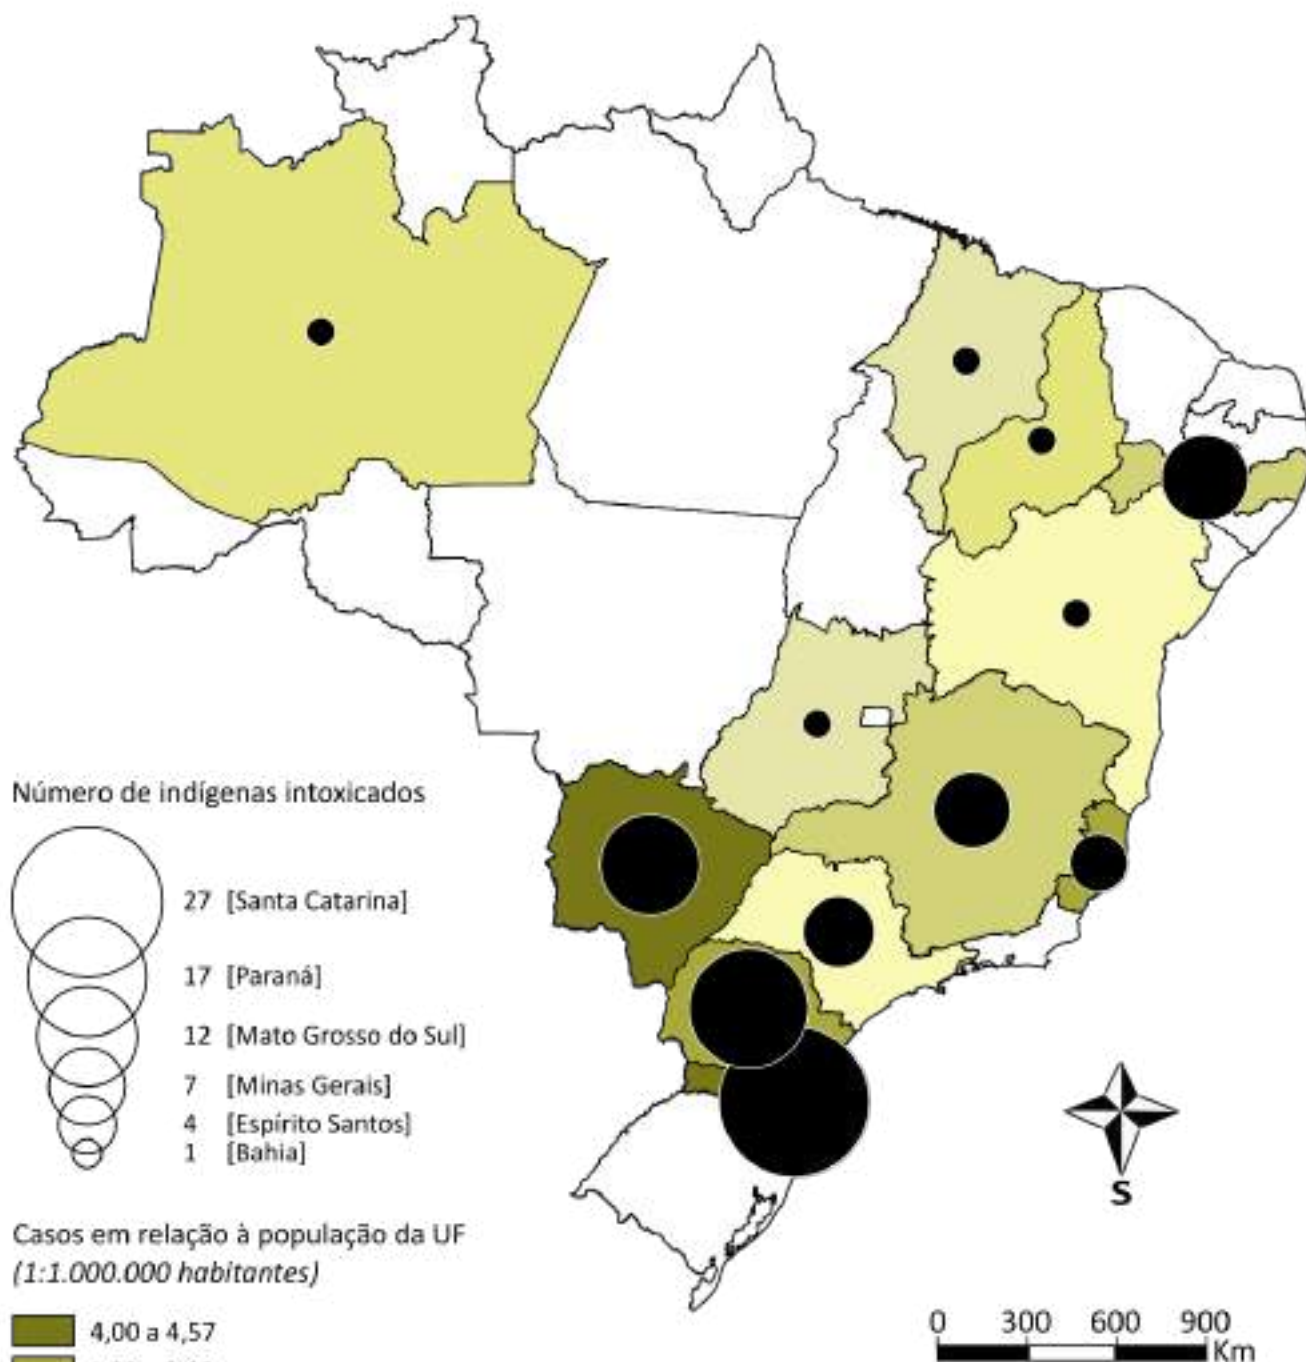 Número de indígenas intoxicados
27 [Santa Catarina]
17 [Paraná]
12 [Mato Grosso do Sul]
7 [Minas Gerais]
4 [Espírito Santos]
1 [Bahia]
Casos em relação à população da UF
(1:1.000.000 habitantes)
4,00 a 4,57
S
0 300 600 900
Km